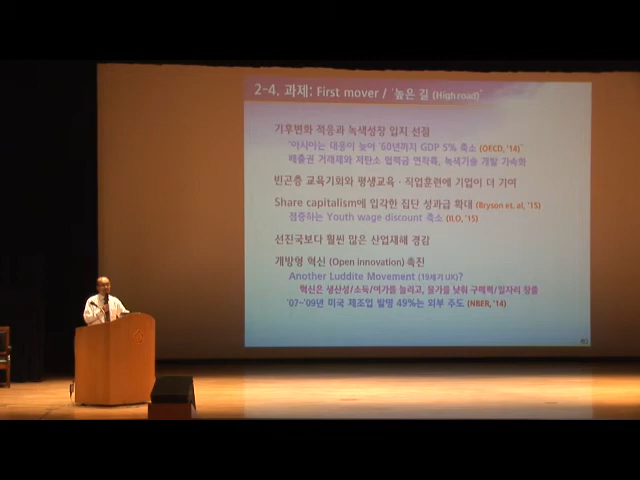 2-4. 과제: First mover / '높은 길 (High road)'
기후변화 적응과 녹색성장 입지 선점
"아시아는 대응이 늦어 '60년까지 GDP 5% 축소 (OECD, '14)"
배출권 거래제와 저탄소 협력금 연착륙, 녹색기술 개발 가속화
빈곤층 교육기회와 평생교육 · 직업훈련에 기업이 더 기여
Share capitalism에 입각한 집단 성과급 확대 (Bryson et. al, '15)
점증하는 Youth wage discount 축소 (ILO, '15)
선진국보다 훨씬 많은 산업재해 경감
개방형 혁신 (Open innovation) 촉진
Another Luddite Movement (19세기 UK)?
혁신은 생산성/소득/여가를 늘리고, 물가를 낮춰 구매력/일자리 창출
'07~'09년 미국 제조업 발명 49%는 외부 주도 (NBER, '14)